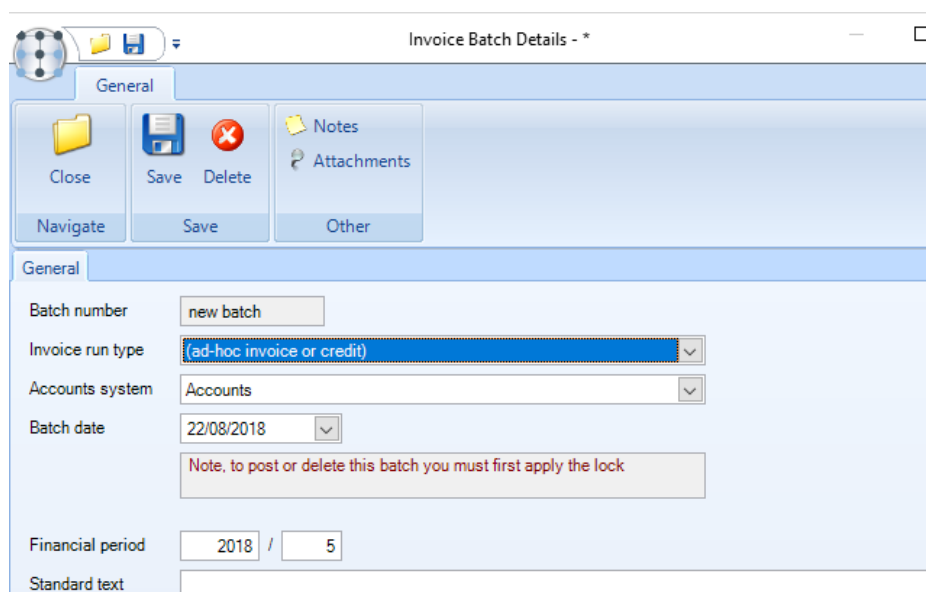 Invoice Batch Details - *
General
Notes
Attachments
Close
Save
Delete
Navigate
Save
Other
General
Batch number
new batch
Invoice run type
(ad-hoc invoice or credit)
Accounts system
Accounts
Batch date
22/08/2018
Note, to post or delete this batch you must first apply the lock
Financial period
2018 / 5
Standard text